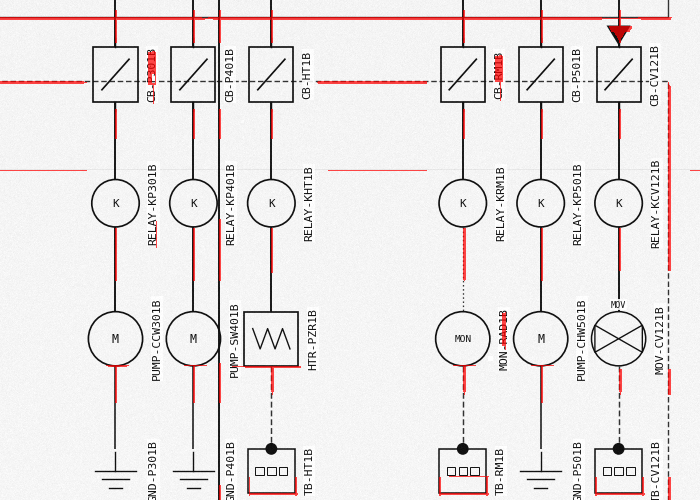 CB-P301B
CB-P401B
CB-HT1B
CB-RM1B
CB-P501B
CB-CV121B
K
K
K
K
K
K
RELAY-KP301B
RELAY-KP401B
RELAY-KHT1B
RELAY-KRM1B
RELAY-KP501B
RELAY-KCV121B
MOV
M
M
MON
M
PUMP-CCW301B
PUMP-SW401B
HTR-PZR1B
MON-RAD1B
PUMP-CHW501B
MOV-CV121B
GND-P301B
GND-P401B
TB-HT1B
TB-RM1B
GND-P501B
TB-CV121B